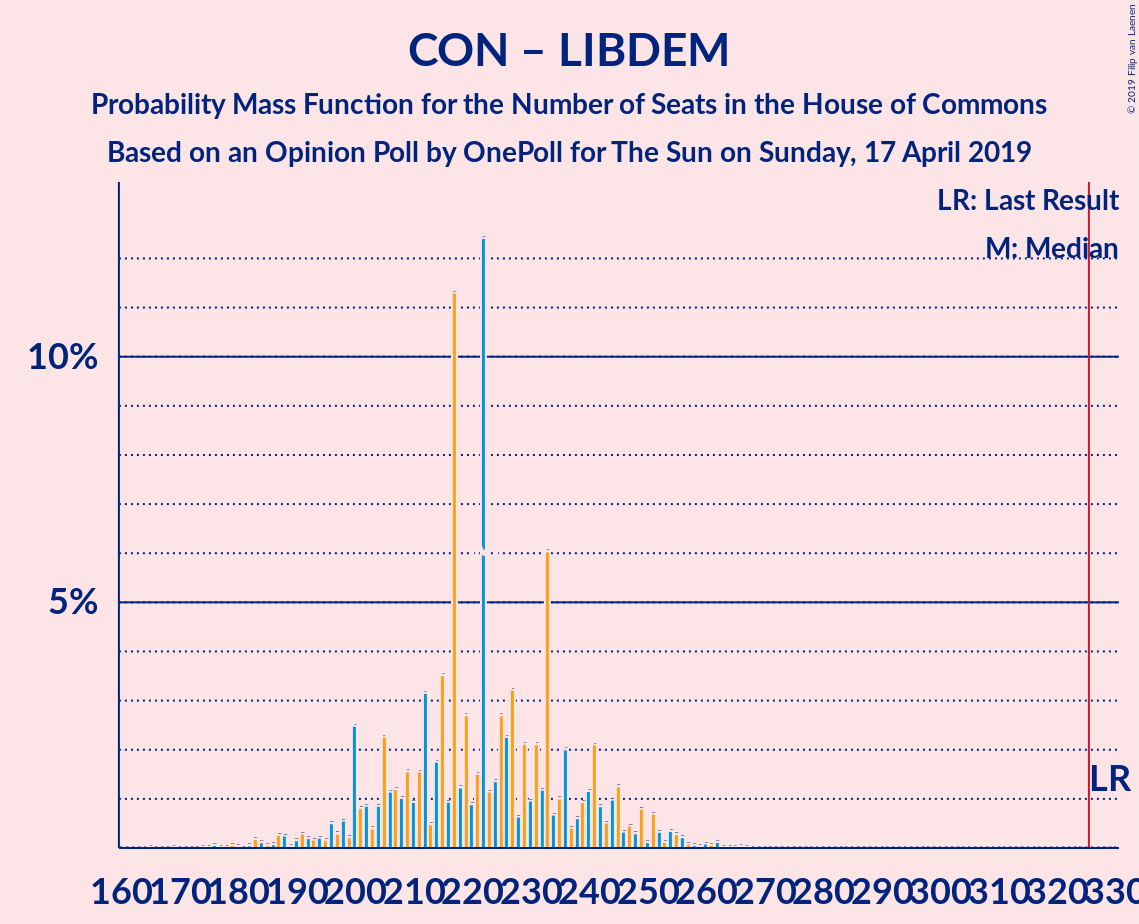 CON – LIBDEM
Probability Mass Function for the Number of Seats in the House of Commons
Based on an Opinion Poll by OnePoll for The Sun on Sunday, 17 April 2019
© 2019 Filip van Laenen
LR: Last Result
M: Median
10%
5%
LR
160 170 180 190 200 210 220 230 240 250 260 270 280 290 300 310 320 330